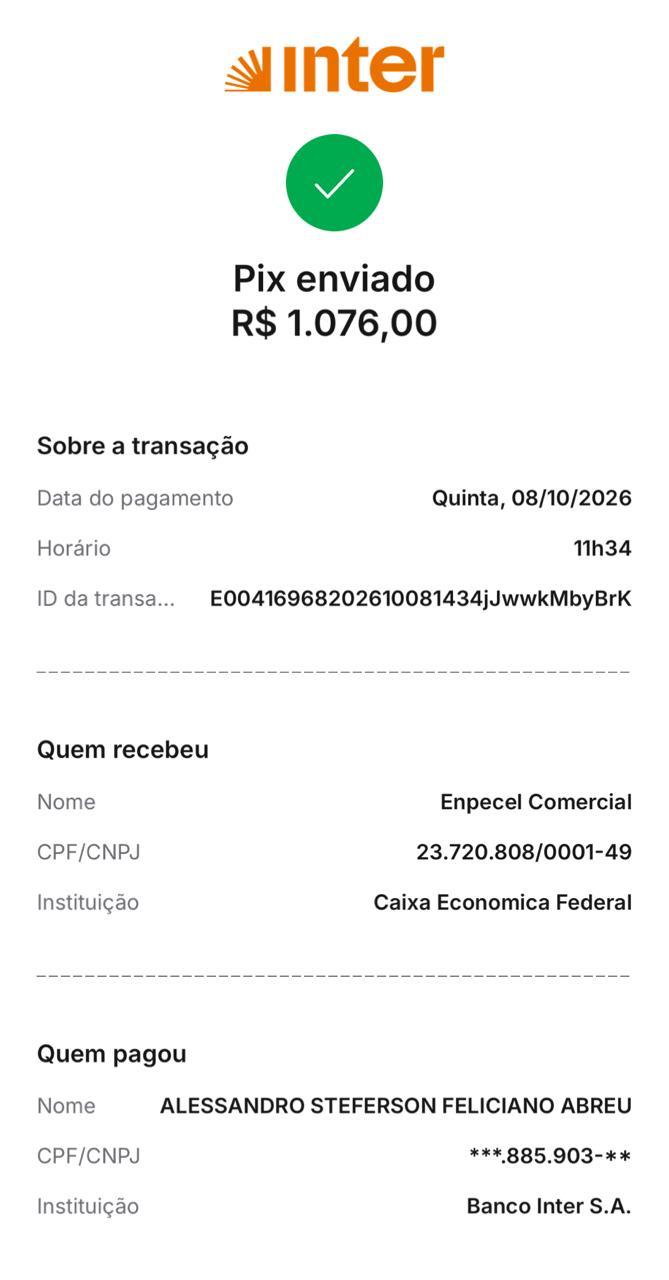 inter
Pix enviado
R$ 1.076,00
Sobre a transação
Data do pagamento Quinta, 08/10/2026
Horário 11h34
ID da transa... E00416968202610081434jJwwkMbyBrK
Quem recebeu
Nome Enpecel Comercial
CPF/CNPJ 23.720.808/0001-49
Instituição Caixa Economica Federal
Quem pagou
Nome ALESSANDRO STEFERSON FELICIANO ABREU
CPF/CNPJ ***.885.903-**
Instituição Banco Inter S.A.